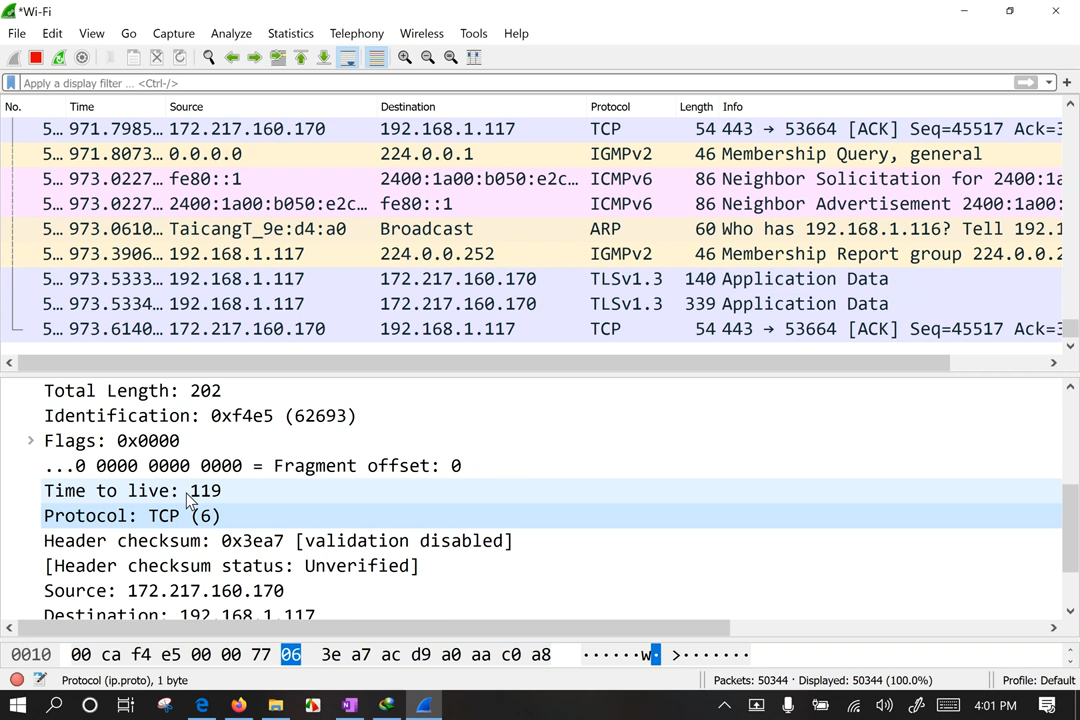 *Wi-Fi
File Edit View Go Capture Analyze Statistics Telephony Wireless Tools Help
Apply a display filter ... <Ctrl-/>
No. Time Source Destination Protocol Length Info
5... 971.7985... 172.217.160.170 192.168.1.117 TCP 54 443 → 53664 [ACK] Seq=45517 Ack=3
5... 971.8073... 0.0.0.0 224.0.0.1 IGMPv2 46 Membership Query, general
5... 973.0227... fe80::1 2400:1a00:b050:e2c... ICMPv6 86 Neighbor Solicitation for 2400:1a
5... 973.0227... 2400:1a00:b050:e2c... fe80::1 ICMPv6 86 Neighbor Advertisement 2400:1a00:
5... 973.0610... TaicangT_9e:d4:a0 Broadcast ARP 60 Who has 192.168.1.116? Tell 192.1
5... 973.3906... 192.168.1.117 224.0.0.252 IGMPv2 46 Membership Report group 224.0.0.2
5... 973.5333... 192.168.1.117 172.217.160.170 TLSv1.3 140 Application Data
5... 973.5334... 192.168.1.117 172.217.160.170 TLSv1.3 339 Application Data
5... 973.6140... 172.217.160.170 192.168.1.117 TCP 54 443 → 53664 [ACK] Seq=45517 Ack=3
Total Length: 202
Identification: 0xf4e5 (62693)
Flags: 0x0000
...0 0000 0000 0000 = Fragment offset: 0
Time to live: 119
Protocol: TCP (6)
Header checksum: 0x3ea7 [validation disabled]
[Header checksum status: Unverified]
Source: 172.217.160.170
Destination: 192.168.1.117
0010 00 ca f4 e5 00 00 77 06 3e a7 ac d9 a0 aa c0 a8 ······w· >·······
Protocol (ip.proto), 1 byte Packets: 50344 · Displayed: 50344 (100.0%) Profile: Default
4:01 PM